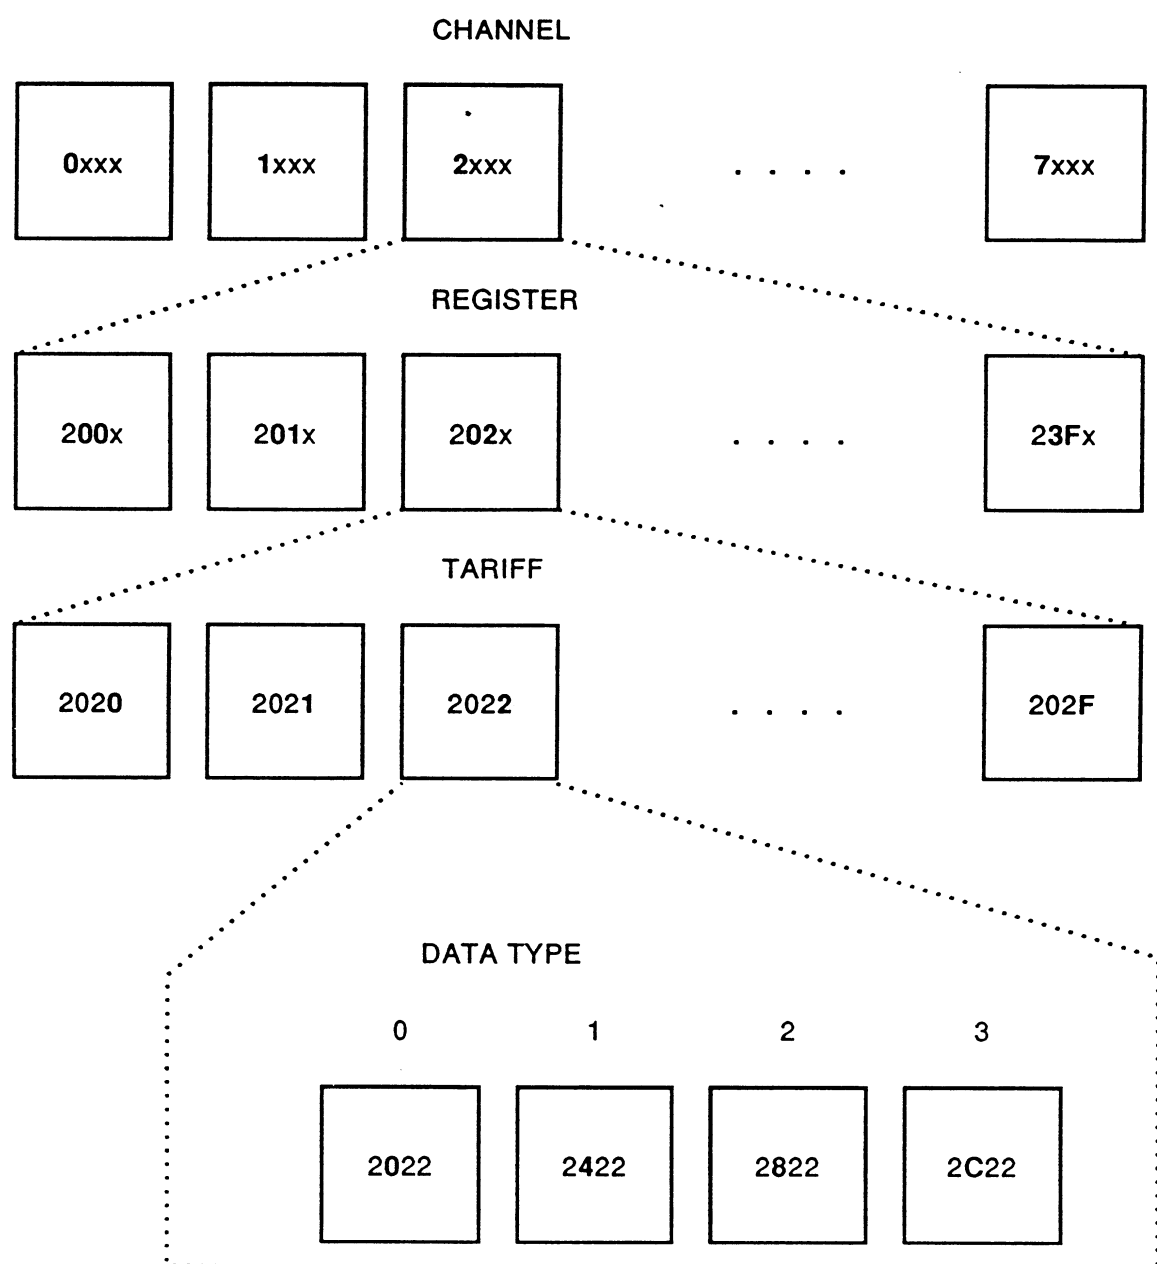 CHANNEL
0xxx 1xxx 2xxx . . . . 7xxx
REGISTER
200x 201x 202x . . . . 23Fx
TARIFF
2020 2021 2022 . . . . 202F
DATA TYPE
0 1 2 3
2022 2422 2822 2C22